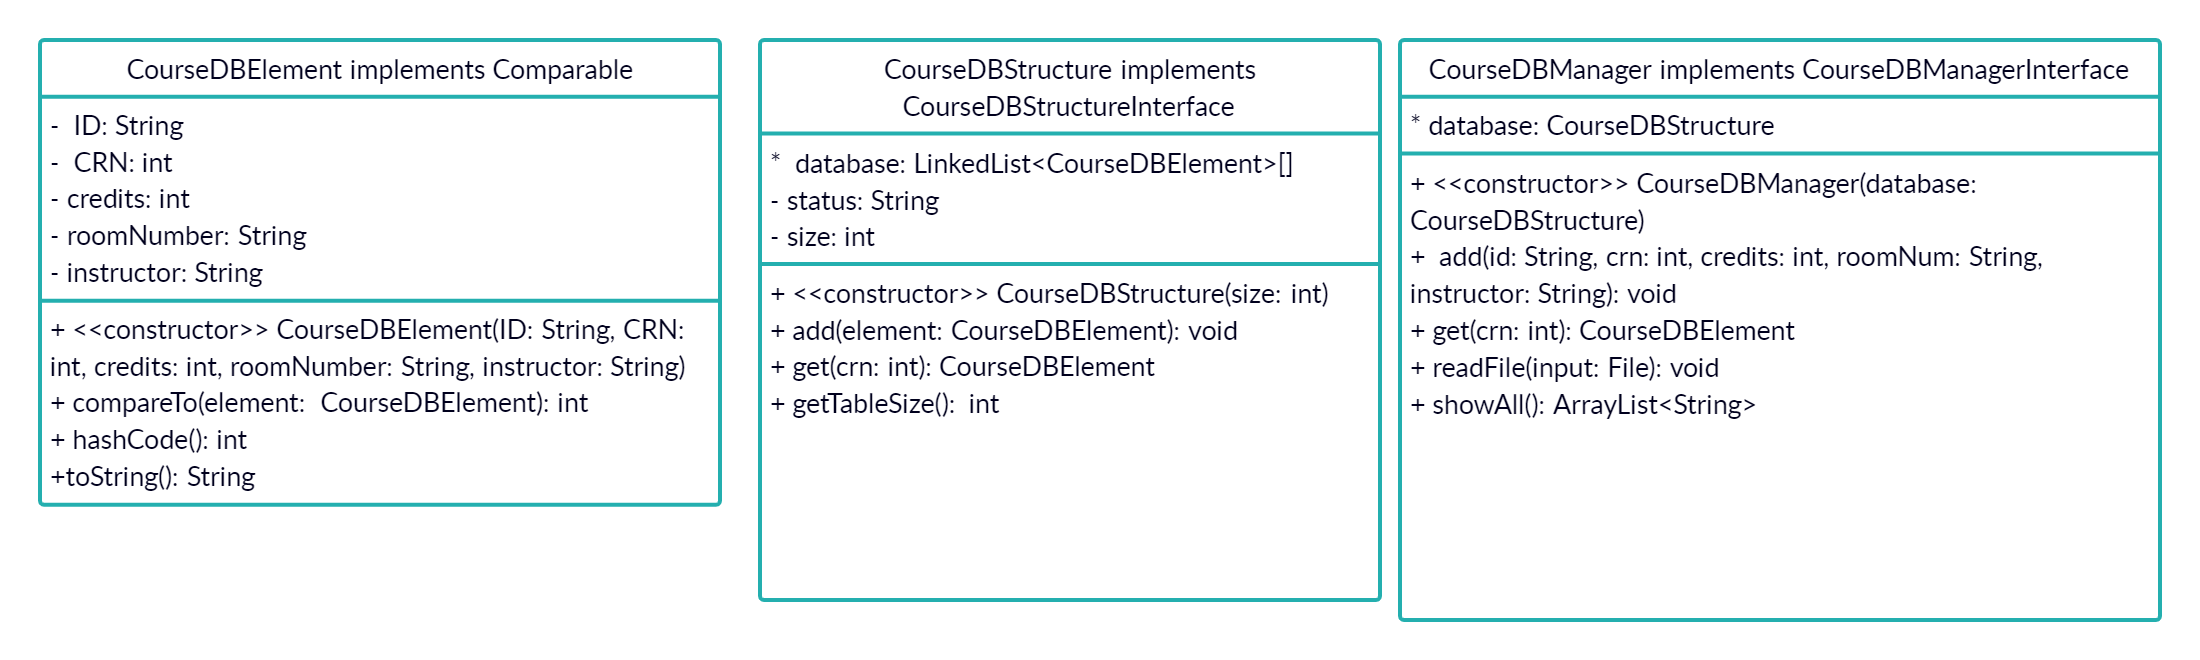 CourseDBElement implements Comparable
-  ID: String
-  CRN: int
- credits: int
- roomNumber: String
- instructor: String
+ <<constructor>> CourseDBElement(ID: String, CRN:
int, credits: int, roomNumber: String, instructor: String)
+ compareTo(element:  CourseDBElement): int
+ hashCode(): int
+toString(): String
CourseDBStructure implements
CourseDBStructureInterface
*  database: LinkedList<CourseDBElement>[]
- status: String
- size: int
+ <<constructor>> CourseDBStructure(size: int)
+ add(element: CourseDBElement): void
+ get(crn: int): CourseDBElement
+ getTableSize():  int
CourseDBManager implements CourseDBManagerInterface
* database: CourseDBStructure
+ <<constructor>> CourseDBManager(database:
CourseDBStructure)
+  add(id: String, crn: int, credits: int, roomNum: String,
instructor: String): void
+ get(crn: int): CourseDBElement
+ readFile(input: File): void
+ showAll(): ArrayList<String>